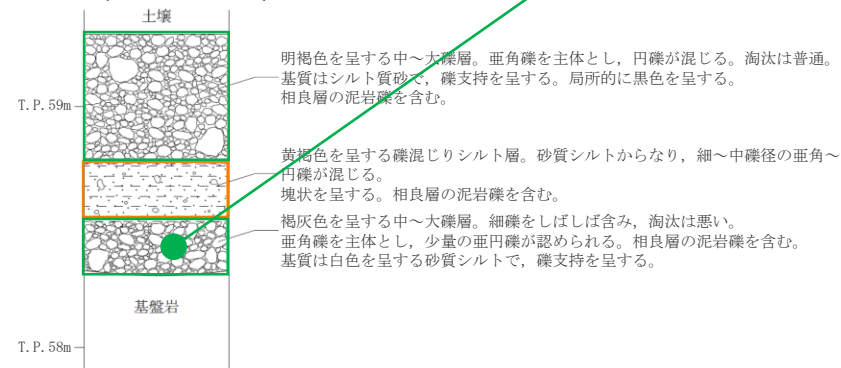 土壌
明褐色を呈する中～大礫層。亜角礫を主体とし，円礫が混じる。淘汰は普通。
基質はシルト質砂で，礫支持を呈する。局所的に黒色を呈する。
相良層の泥岩礫を含む。
T.P.59m
黄褐色を呈する礫混じりシルト層。砂質シルトからなり，細～中礫径の亜角～
円礫が混じる。
塊状を呈する。相良層の泥岩礫を含む。
褐灰色を呈する中～大礫層。細礫をしばしば含み，淘汰は悪い。
亜角礫を主体とし，少量の亜円礫が認められる。相良層の泥岩礫を含む。
基質は白色を呈する砂質シルトで，礫支持を呈する。
基盤岩
T.P.58m